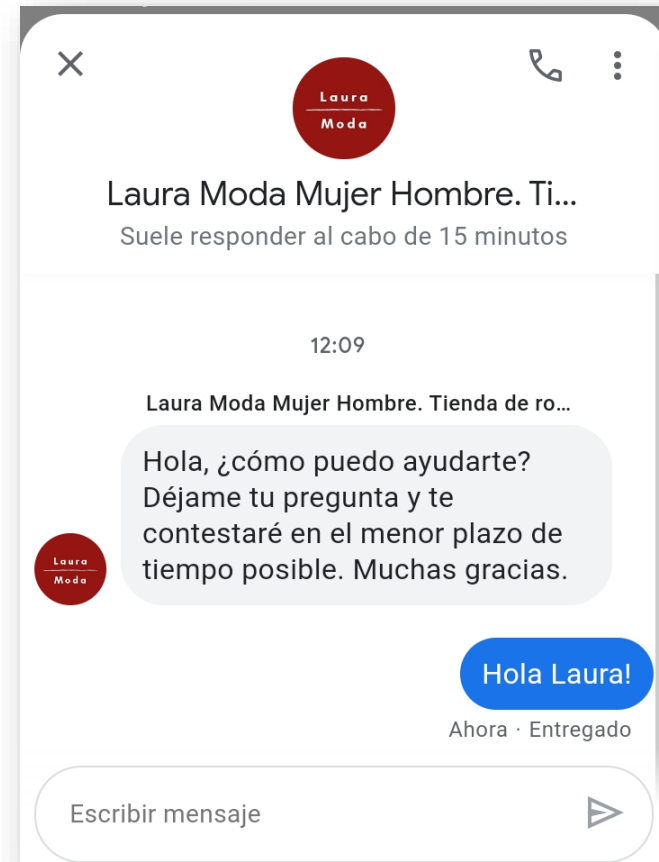 Laura
Moda
Laura Moda Mujer Hombre. Ti...
Suele responder al cabo de 15 minutos
12:09
Laura Moda Mujer Hombre. Tienda de ro...
Hola, ¿cómo puedo ayudarte?
Déjame tu pregunta y te
contestaré en el menor plazo de
tiempo posible. Muchas gracias.
Laura
Moda
Hola Laura!
Ahora · Entregado
Escribir mensaje